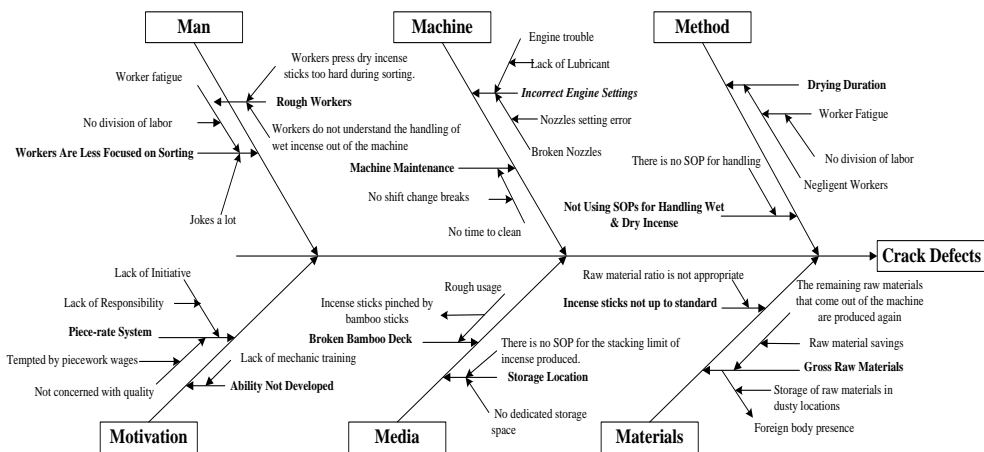 Man
Machine
Method
Workers press dry incense
sticks too hard during sorting.
Worker fatigue
Rough Workers
No division of labor
Workers do not understand the handling of
wet incense out of the machine
Workers Are Less Focused on Sorting
Jokes a lot
Engine trouble
Lack of Lubricant
Incorrect Engine Settings
Nozzles setting error
Broken Nozzles
Machine Maintenance
No shift change breaks
No time to clean
Drying Duration
Worker Fatigue
There is no SOP for handling
No division of labor
Negligent Workers
Not Using SOPs for Handling Wet
& Dry Incense
Crack Defects
Lack of Initiative
Lack of Responsibility
Piece-rate System
Tempted by piecework wages
Lack of mechanic training
Not concerned with quality
Ability Not Developed
Rough usage
Incense sticks pinched by
bamboo sticks
Broken Bamboo Deck
There is no SOP for the stacking limit of
incense produced.
Storage Location
No dedicated storage
space
Raw material ratio is not appropriate
Incense sticks not up to standard
The remaining raw materials
that come out of the machine
are produced again
Raw material savings
Gross Raw Materials
Storage of raw materials in
dusty locations
Foreign body presence
Motivation
Media
Materials